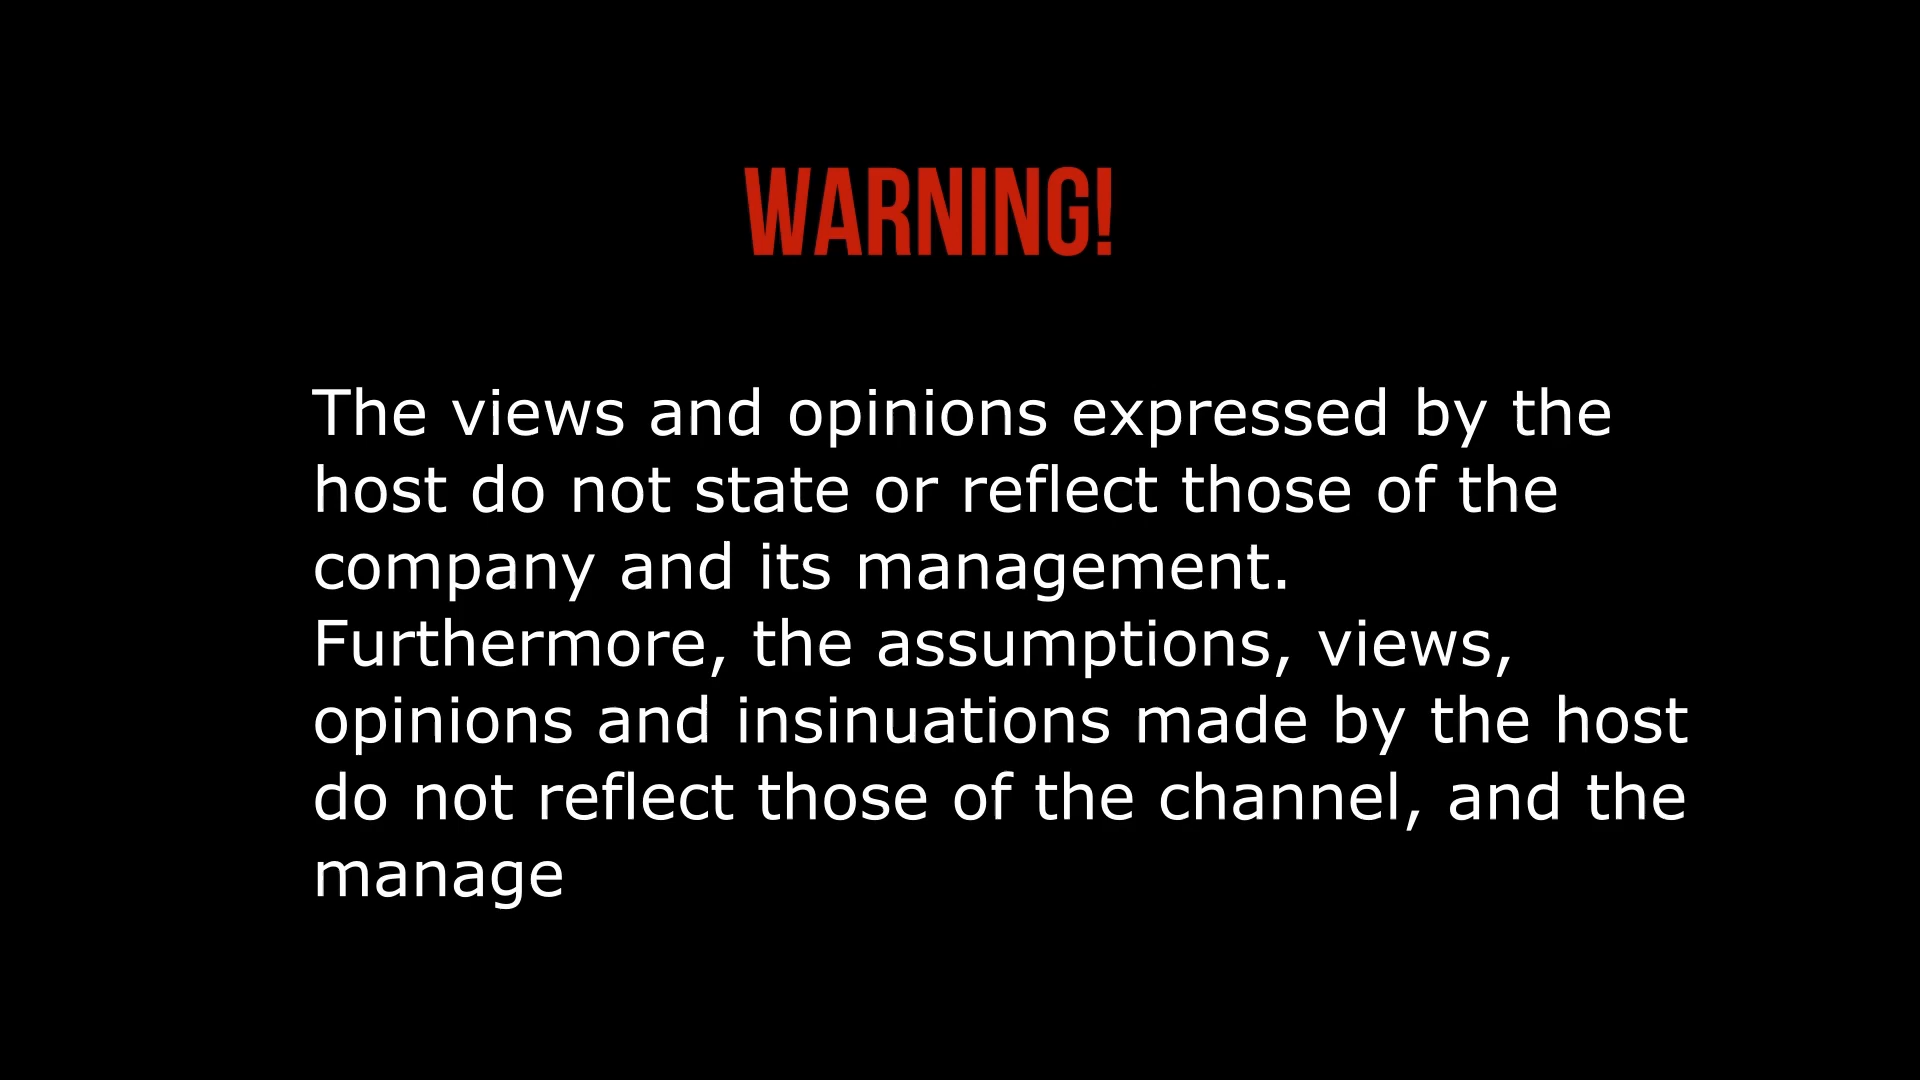 WARNING!
The views and opinions expressed by the
host do not state or reflect those of the
company and its management.
Furthermore, the assumptions, views,
opinions and insinuations made by the host
do not reflect those of the channel, and the
manage